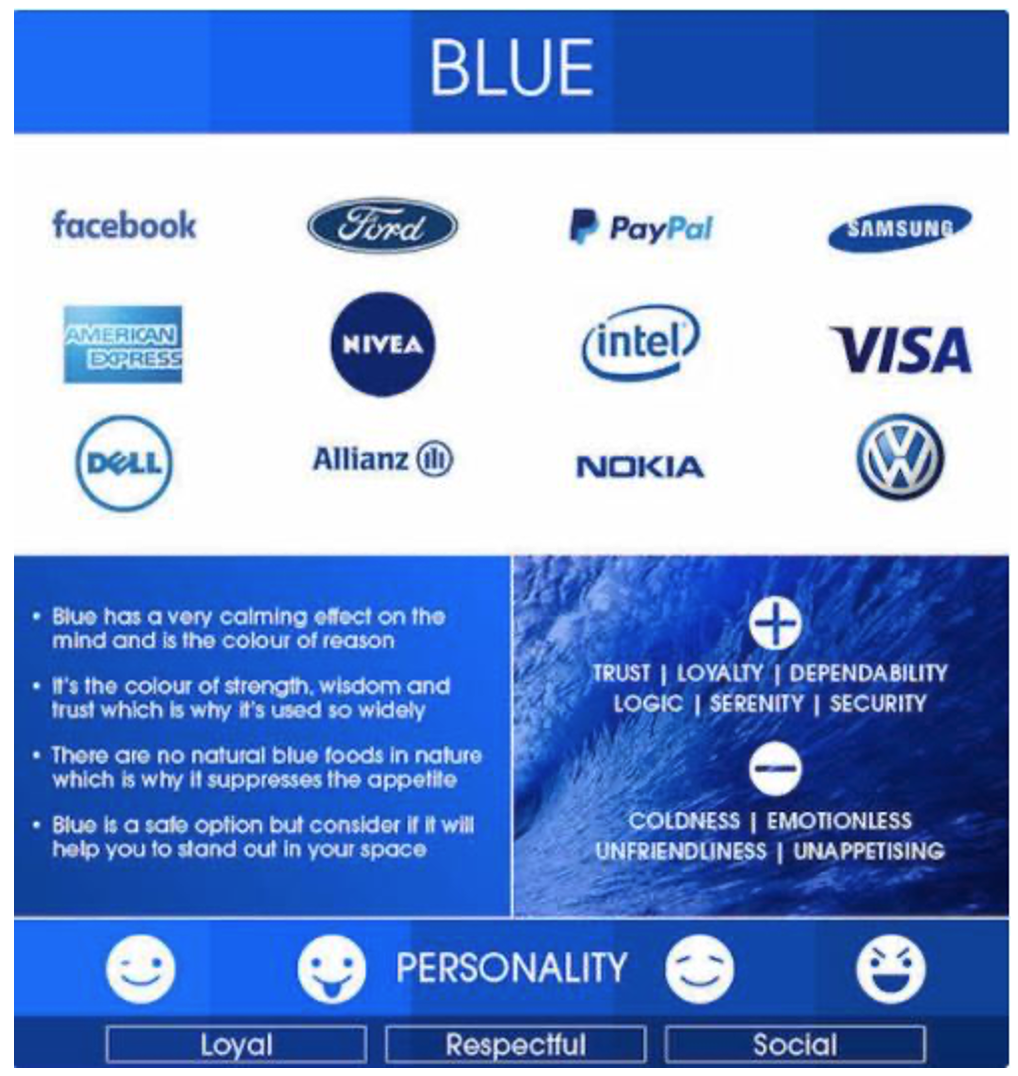 BLUE
facebook Ford PayPal SAMSUNG
AMERICAN EXPRESS NIVEA intel VISA
DELL Allianz NOKIA VW
• Blue has a very calming effect on the
mind and is the colour of reason
• It's the colour of strength, wisdom and
trust which is why it's used so widely
• There are no natural blue foods in nature
which is why it suppresses the appetite
• Blue is a safe option but consider if it will
help you to stand out in your space
TRUST | LOYALTY | DEPENDABILITY
LOGIC | SERENITY | SECURITY
COLDNESS | EMOTIONLESS
UNFRIENDLINESS | UNAPPETISING
PERSONALITY
Loyal Respectful Social